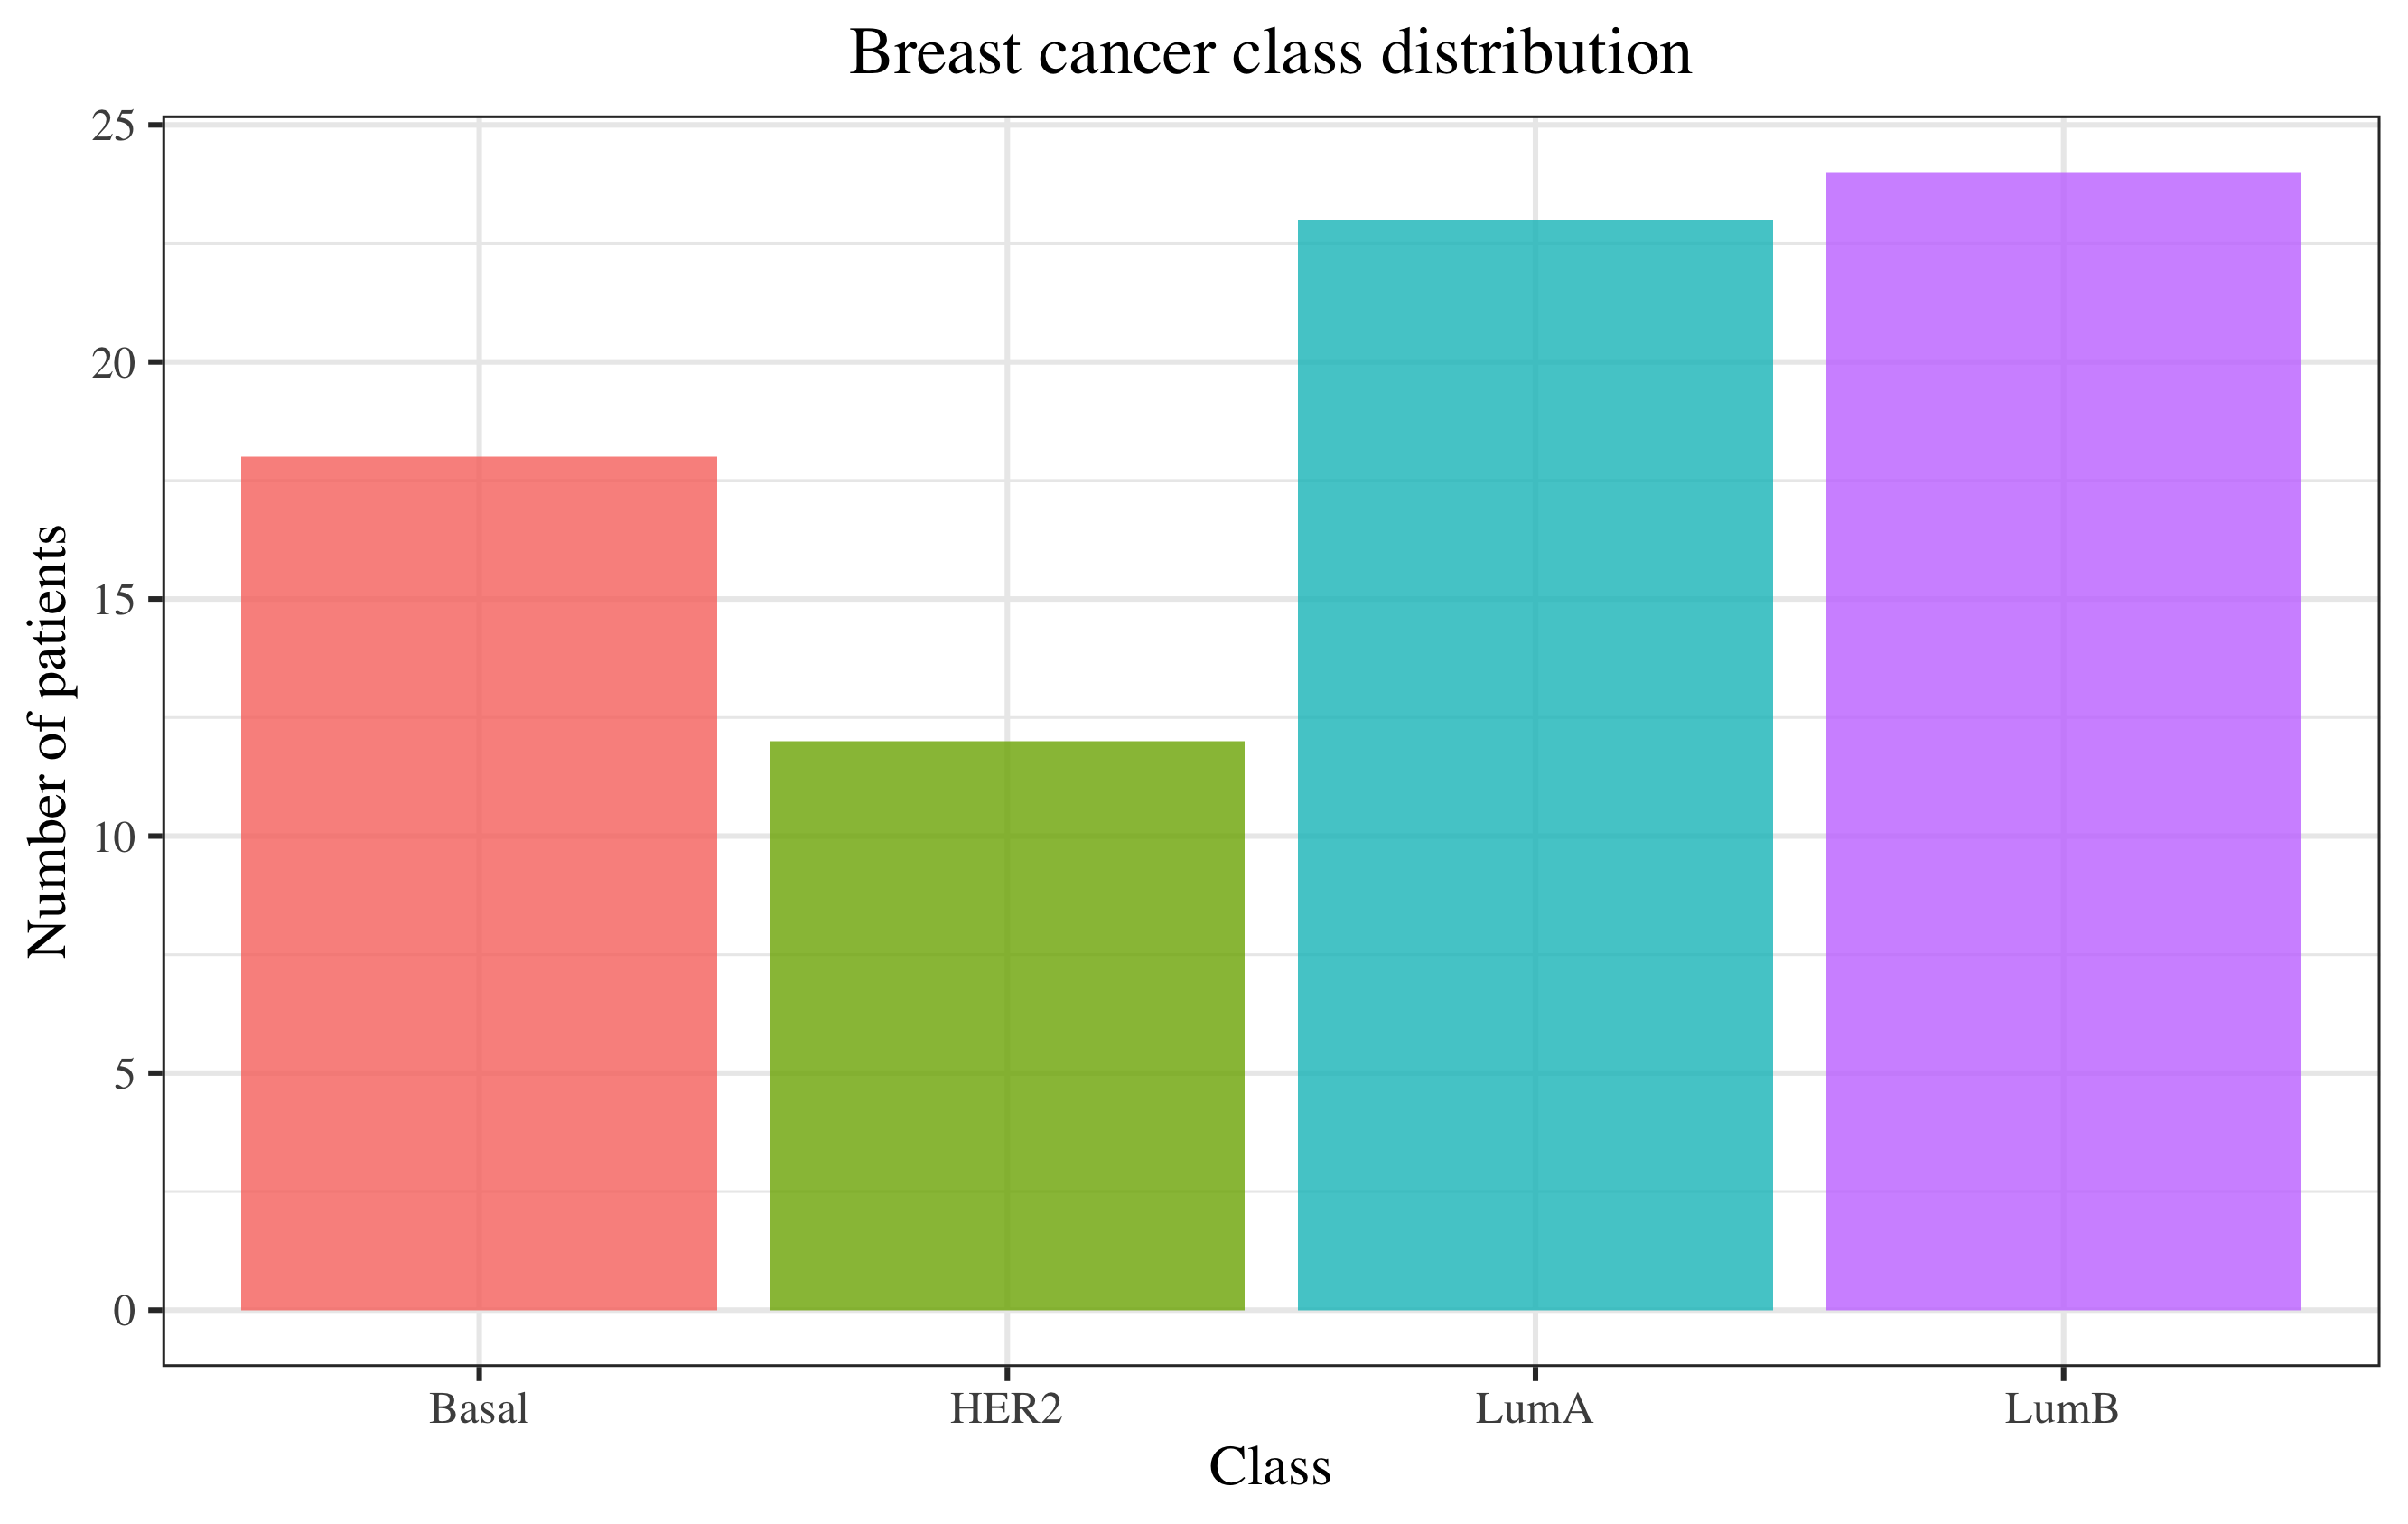 Breast cancer class distribution
Number of patients
25
20
15
10
5
0
Basal
HER2
LumA
LumB
Class